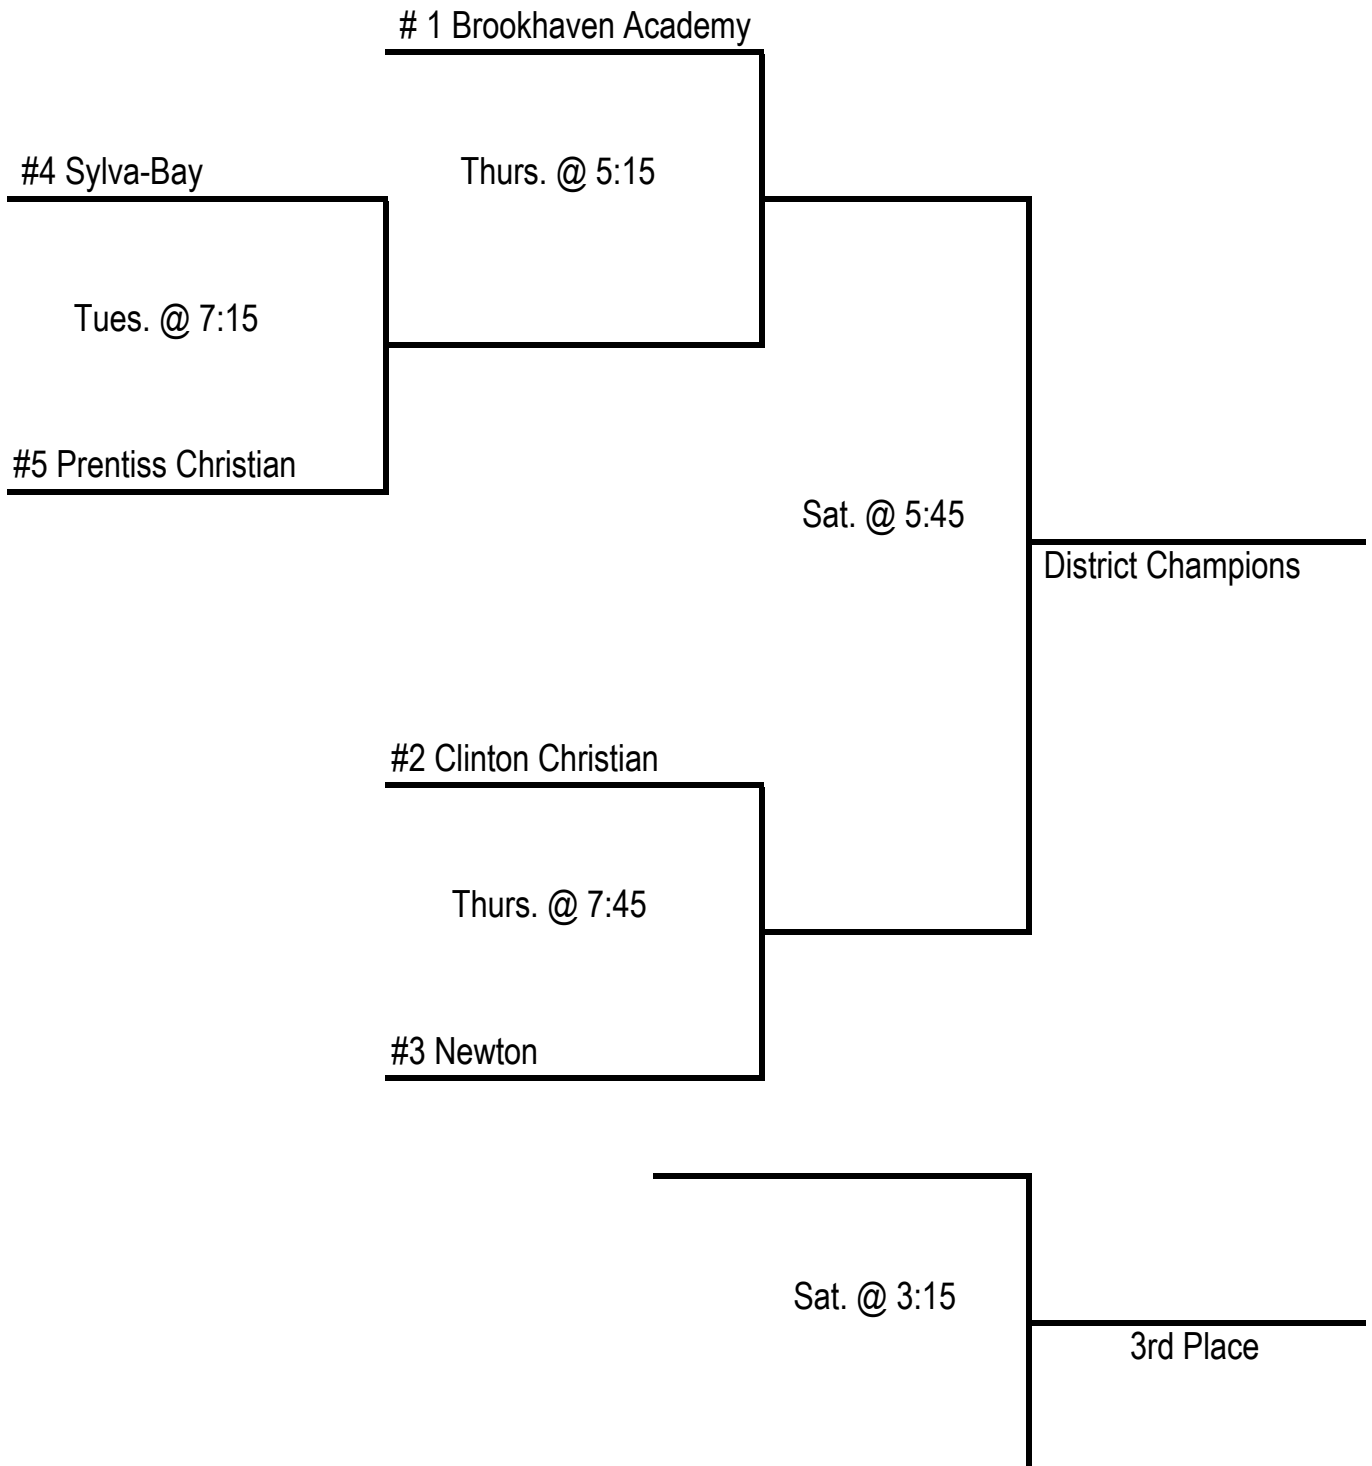 # 1 Brookhaven Academy
#4 Sylva-Bay
Thurs. @ 5:15
Tues. @ 7:15
#5 Prentiss Christian
Sat. @ 5:45
District Champions
#2 Clinton Christian
Thurs. @ 7:45
#3 Newton
Sat. @ 3:15
3rd Place